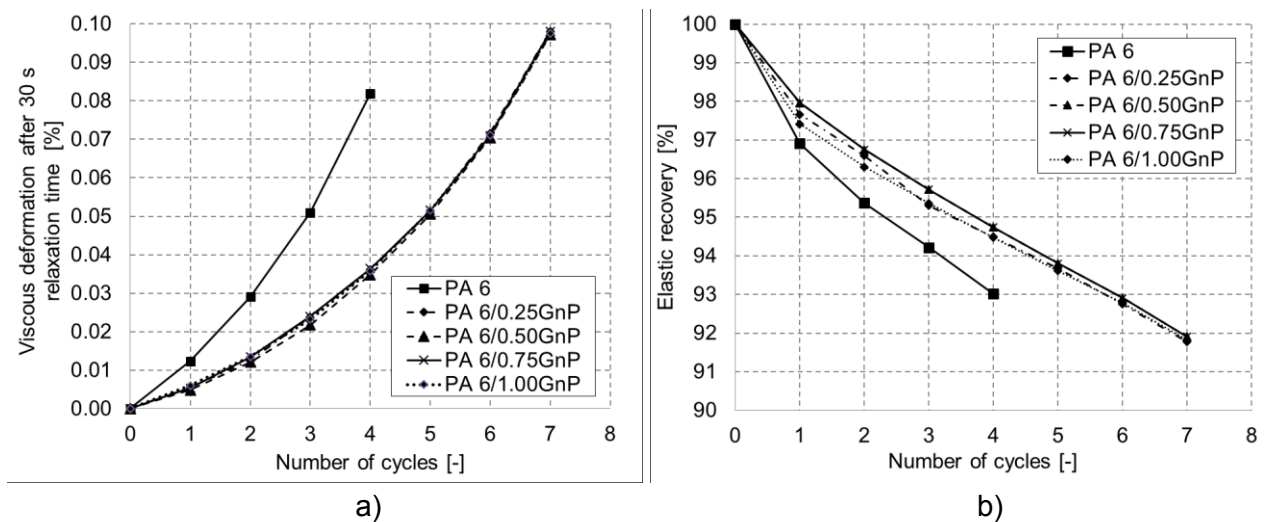 Viscous deformation after 30 s
relaxation time [%]
0.10
0.09
0.08
0.07
0.06
0.05
0.04
0.03
0.02
0.01
0.00
PA 6
PA 6/0.25GnP
PA 6/0.50GnP
PA 6/0.75GnP
PA 6/1.00GnP
0 1 2 3 4 5 6 7 8
Number of cycles [-]
a)
Elastic recovery [%]
100
99
98
97
96
95
94
93
92
91
90
PA 6
PA 6/0.25GnP
PA 6/0.50GnP
PA 6/0.75GnP
PA 6/1.00GnP
0 1 2 3 4 5 6 7 8
Number of cycles [-]
b)